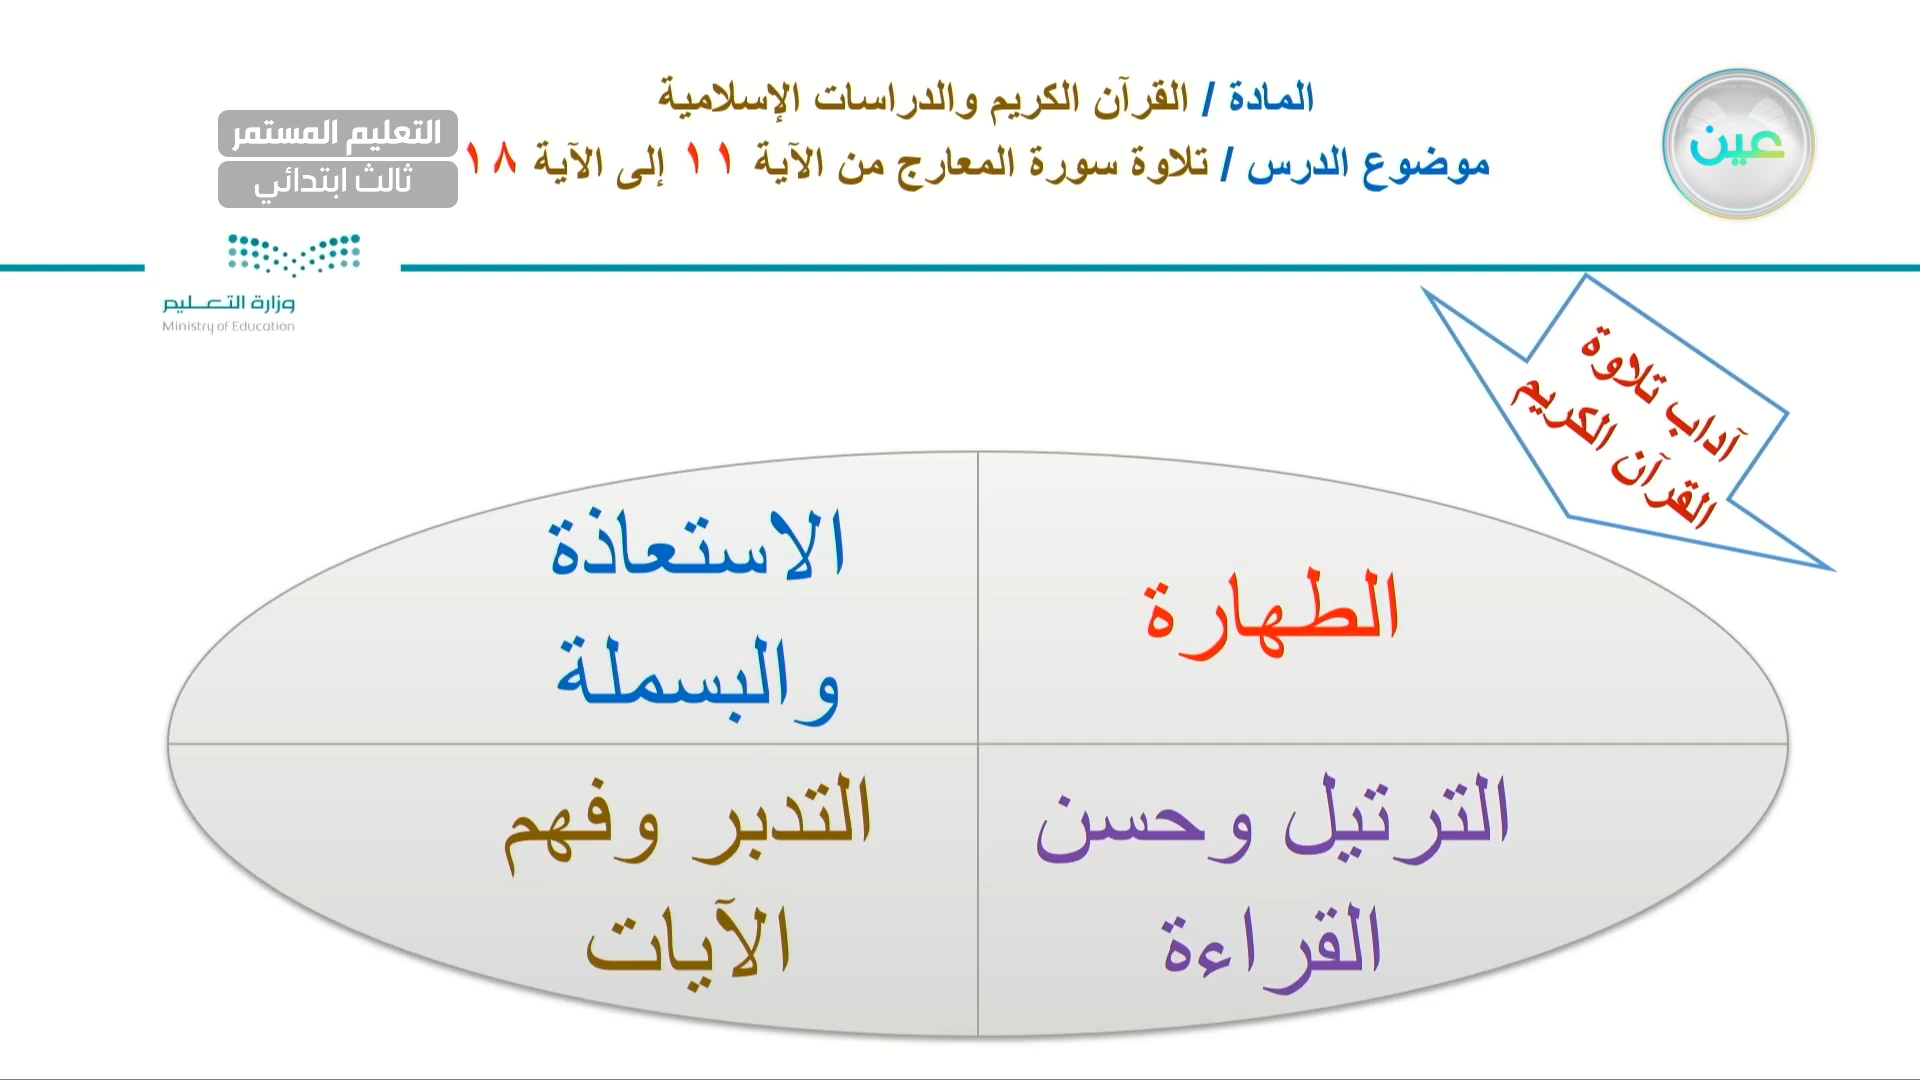 المادة / القرآن الكريم والدراسات الإسلامية
موضوع الدرس / تلاوة سورة المعارج من الآية ١١ إلى الآية ١٨
عين
التعليم المستمر
ثالث ابتدائي
وزارة التعليم
Ministry of Education
آداب تلاوة
القرآن الكريم
الطهارة
الاستعاذة
والبسملة
الترتيل وحسن
القراءة
التدبر وفهم
الآيات